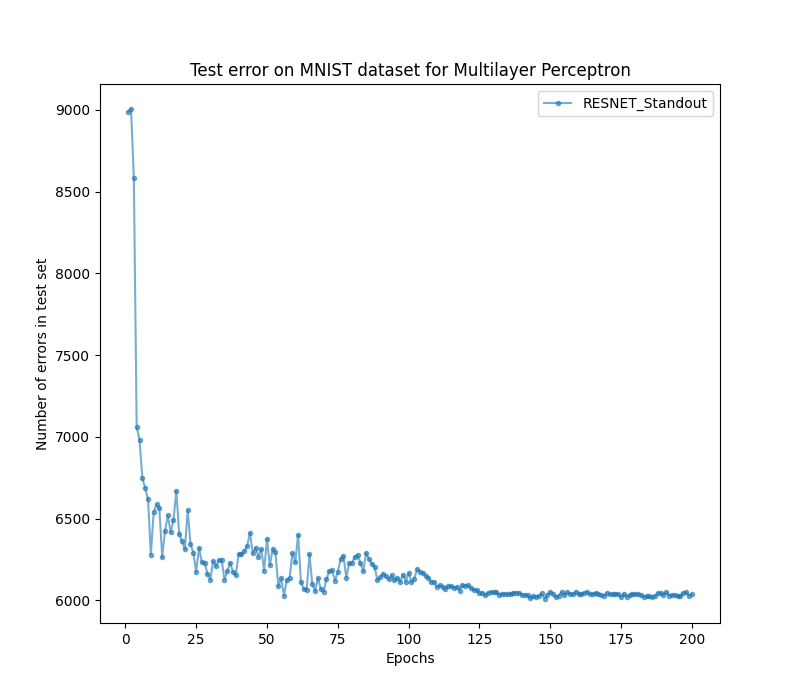 Test error on MNIST dataset for Multilayer Perceptron
RESNET_Standout
Number of errors in test set
9000
8500
8000
7500
7000
6500
6000
0 25 50 75 100 125 150 175 200
Epochs